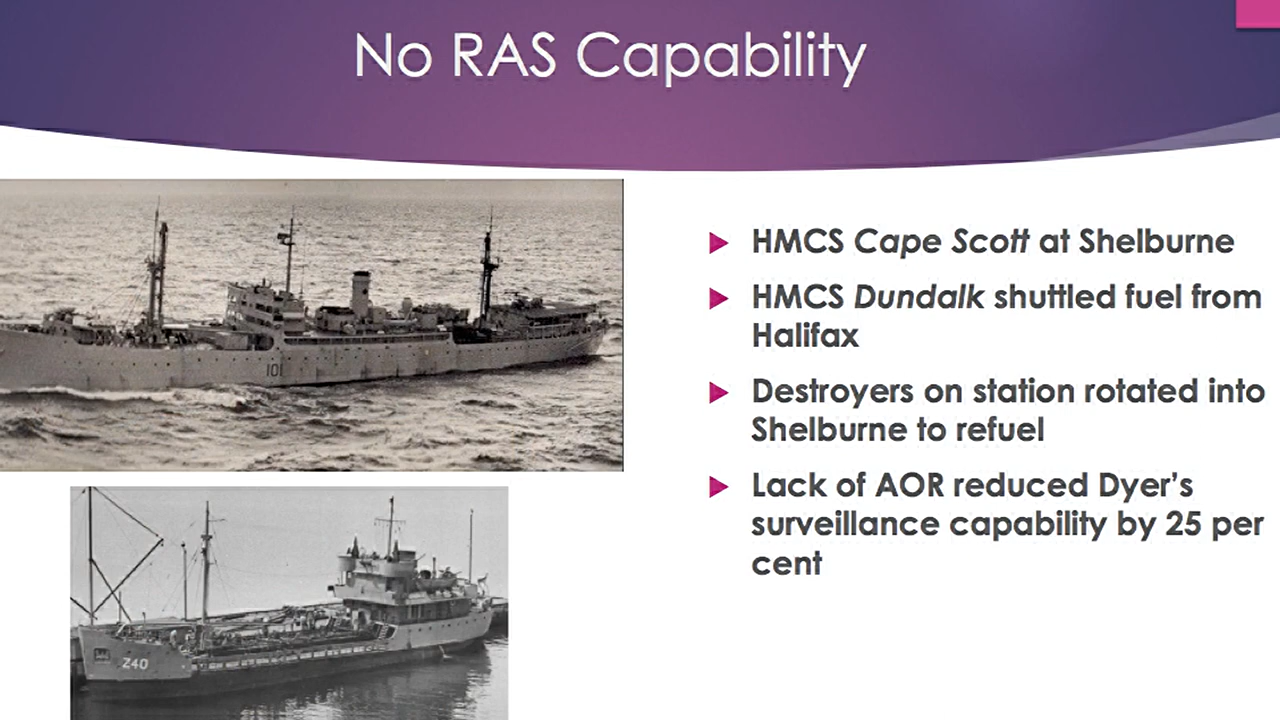 No RAS Capability
HMCS Cape Scott at Shelburne
HMCS Dundalk shuttled fuel from
Halifax
Destroyers on station rotated into
Shelburne to refuel
Lack of AOR reduced Dyer's
surveillance capability by 25 per
cent
101
Z40